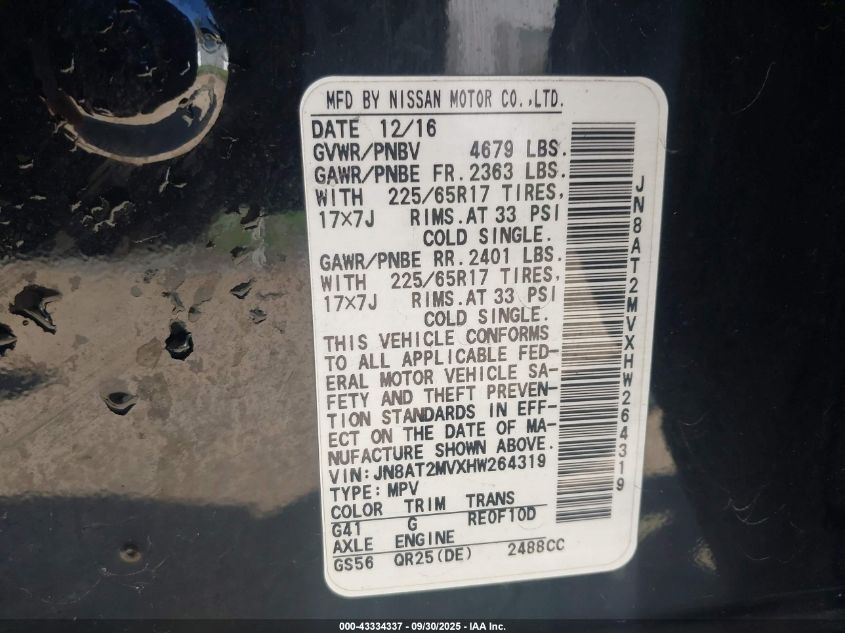 MFD BY NISSAN MOTOR CO.,LTD.
DATE 12/16
GVWR/PNBV 4679 LBS.
GAWR/PNBE FR. 2363 LBS.
WITH 225/65R17 TIRES,
17×7J RIMS.AT 33 PSI
COLD SINGLE.
GAWR/PNBE RR. 2401 LBS.
WITH 225/65R17 TIRES,
17×7J RIMS.AT 33 PSI
COLD SINGLE.
THIS VEHICLE CONFORMS
TO ALL APPLICABLE FED-
ERAL MOTOR VEHICLE SA-
FETY AND THEFT PREVEN-
TION STANDARDS IN EFF-
ECT ON THE DATE OF MA-
NUFACTURE SHOWN ABOVE.
VIN:JN8AT2MVXHW264319
TYPE:MPV
COLOR TRIM TRANS
G41 G RE0F10D
AXLE ENGINE
GS56 QR25(DE) 2488CC
JN8AT2MVXHW264319
000-43334337 - 09/30/2025 - IAA Inc.